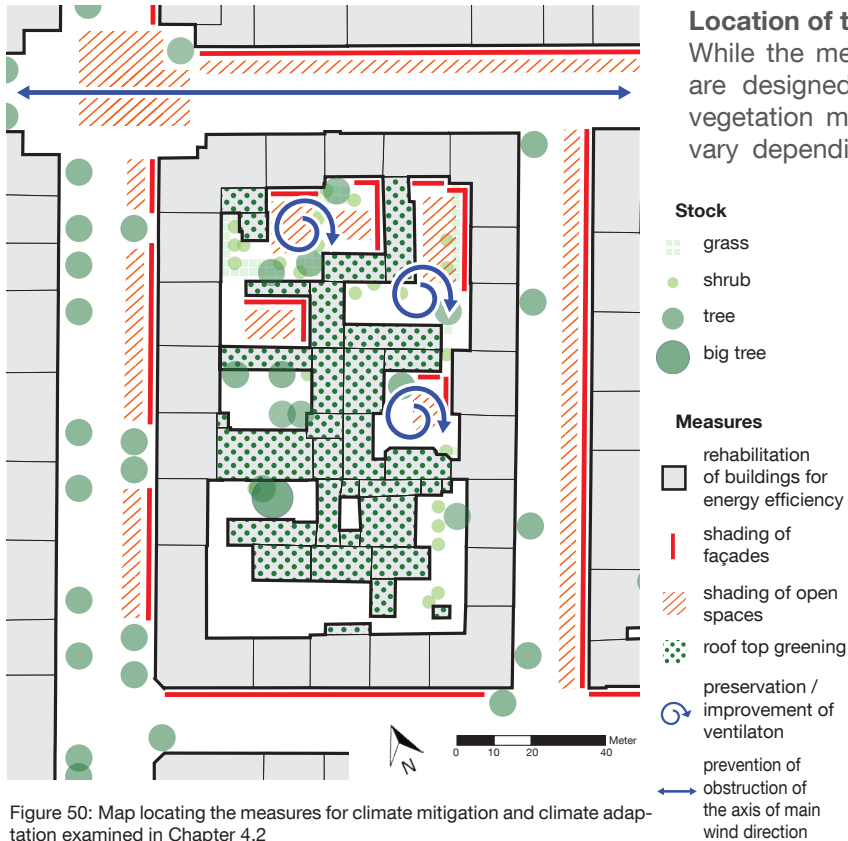 Location of t
While the me
are designed
vegetation m
vary dependi
Stock
grass
shrub
tree
big tree
Measures
rehabilitation
of buildings for
energy efficiency
shading of
façades
shading of open
spaces
roof top greening
preservation /
improvement of
ventilaton
prevention of
obstruction of
the axis of main
wind direction
N
Meter
0 10 20 40
Figure 50: Map locating the measures for climate mitigation and climate adap-
tation examined in Chapter 4.2